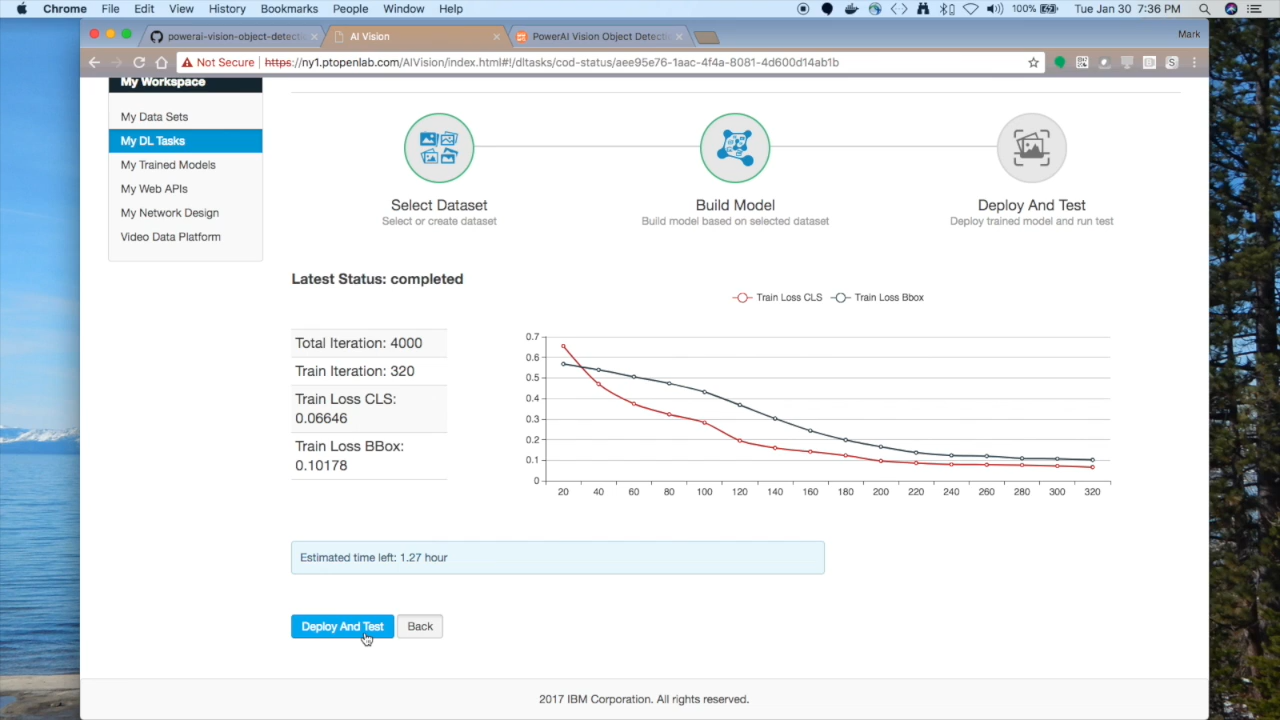 Chrome File Edit View History Bookmarks People Window Help 100% Tue Jan 30 7:36 PM
powerai-vision-object-detectic × AI Vision × PowerAI Vision Object Detectic × Mark
Not Secure https://ny1.ptopenlab.com/AIVision/index.html#!/dltasks/cod-status/aee95e76-1aac-4f4a-8081-4d600d14ab1b
My Workspace
My Data Sets
My DL Tasks
My Trained Models
My Web APIs
My Network Design
Video Data Platform
Select Dataset
Select or create dataset
Build Model
Build model based on selected dataset
Deploy And Test
Deploy trained model and run test
Latest Status: completed
Total Iteration: 4000
Train Iteration: 320
Train Loss CLS:
0.06646
Train Loss BBox:
0.10178
Train Loss CLS Train Loss Bbox
0.7
0.6
0.5
0.4
0.3
0.2
0.1
0
20 40 60 80 100 120 140 160 180 200 220 240 260 280 300 320
Estimated time left: 1.27 hour
Deploy And Test Back
2017 IBM Corporation. All rights reserved.